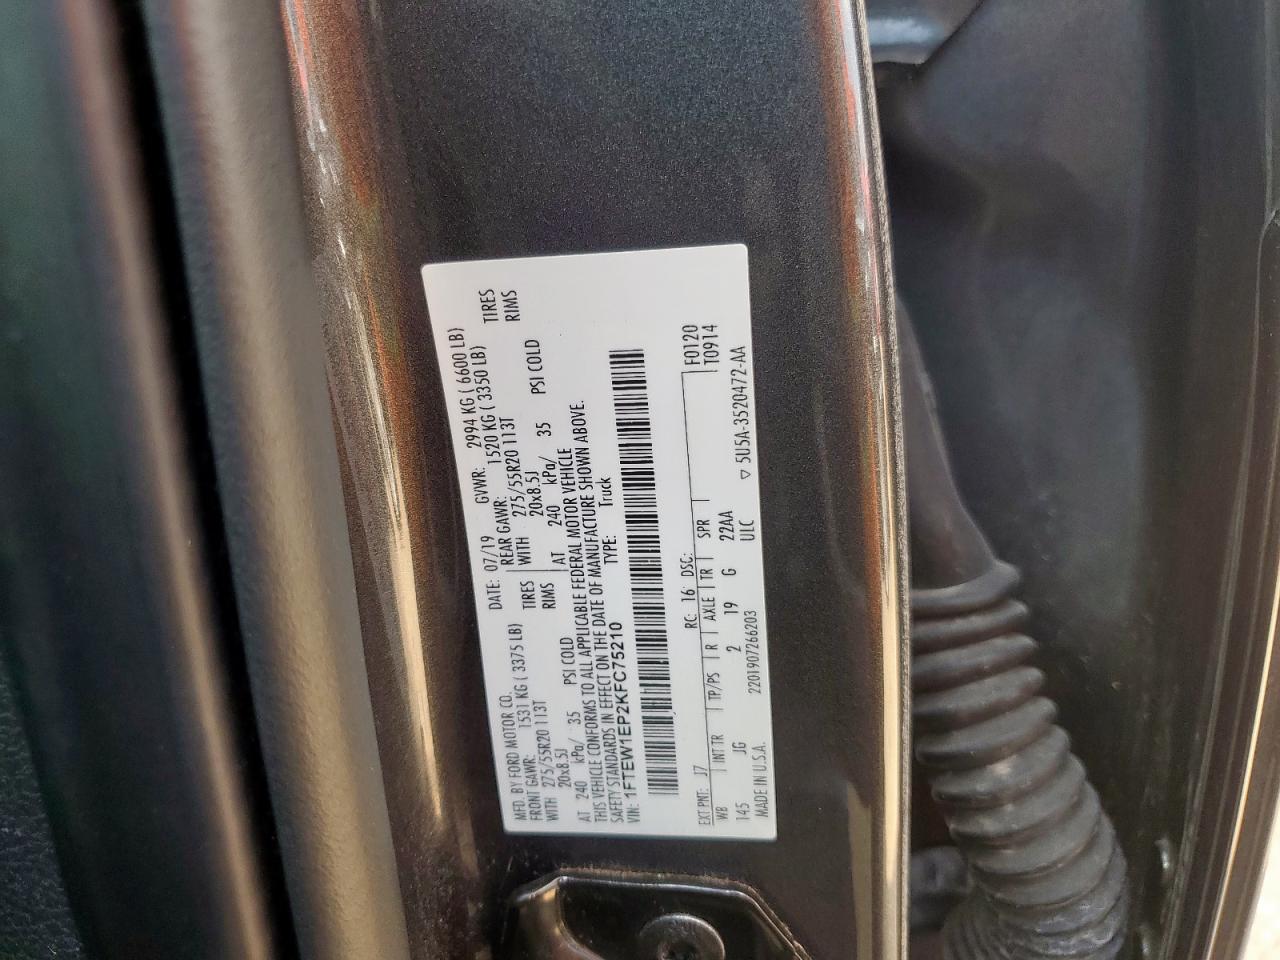 MFD. BY FORD MOTOR CO.
DATE: 07/19 GVWR: 2994 KG ( 6600 LB)
FRONT GAWR: 1531 KG ( 3375 LB) REAR GAWR: 1520 KG ( 3350 LB)
WITH 275/55R20 113T TIRES WITH 275/55R20 113T TIRES
20x8.5J RIMS 20x8.5J RIMS
AT 240 kPa/ 35 PSI COLD AT 240 kPa/ 35 PSI COLD
THIS VEHICLE CONFORMS TO ALL APPLICABLE FEDERAL MOTOR VEHICLE
SAFETY STANDARDS IN EFFECT ON THE DATE OF MANUFACTURE SHOWN ABOVE.
VIN: 1FTEW1EP2KFC75210 TYPE: Truck
EXT PNT: J7 RC: 16 DSC: F0120
WB INT TR TP/PS R AXLE TR SPR T0914
145 JG 2 19 G 22AA
ULC ▽ 5U5A-3520472-AA
MADE IN U.S.A. 2201907266203